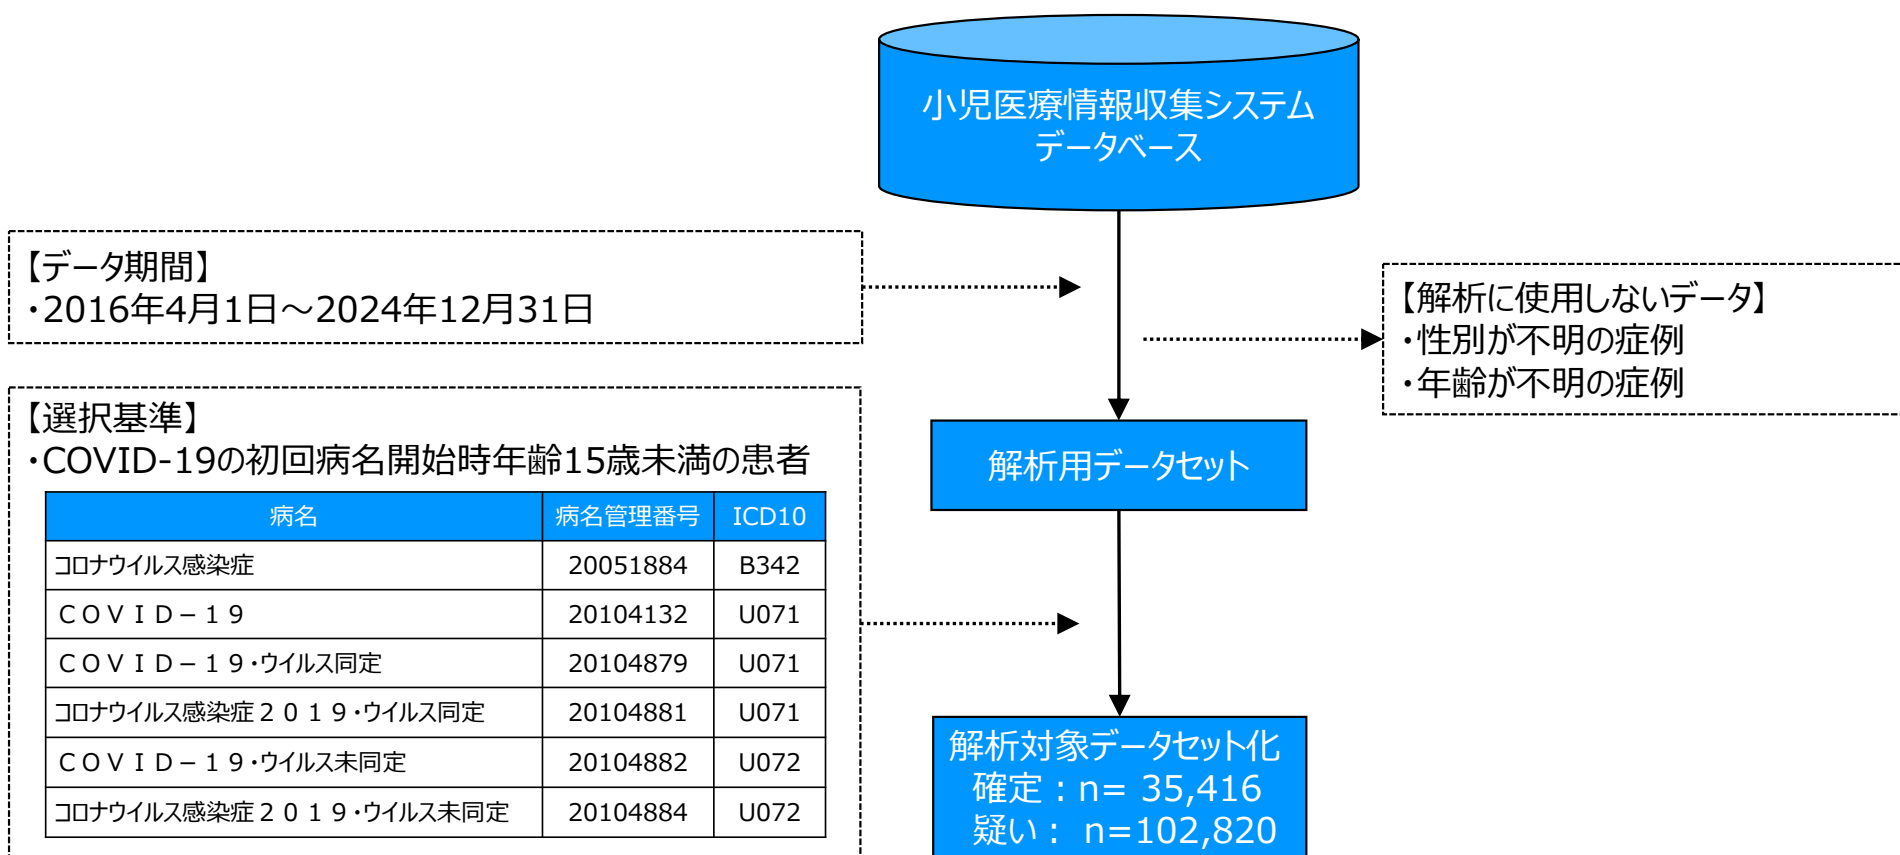 小児医療情報収集システム
データベース
【データ期間】
・2016年4月1日～2024年12月31日
【解析に使用しないデータ】
・性別が不明の症例
・年齢が不明の症例
【選択基準】
・COVID-19の初回病名開始時年齢15歳未満の患者
病名 病名管理番号 ICD10
コロナウイルス感染症 20051884 B342
ＣＯＶＩＤ－１９ 20104132 U071
ＣＯＶＩＤ－１９・ウイルス同定 20104879 U071
コロナウイルス感染症２０１９・ウイルス同定 20104881 U071
ＣＯＶＩＤ－１９・ウイルス未同定 20104882 U072
コロナウイルス感染症２０１９・ウイルス未同定 20104884 U072
解析用データセット
解析対象データセット化
確定：n= 35,416
疑い： n=102,820